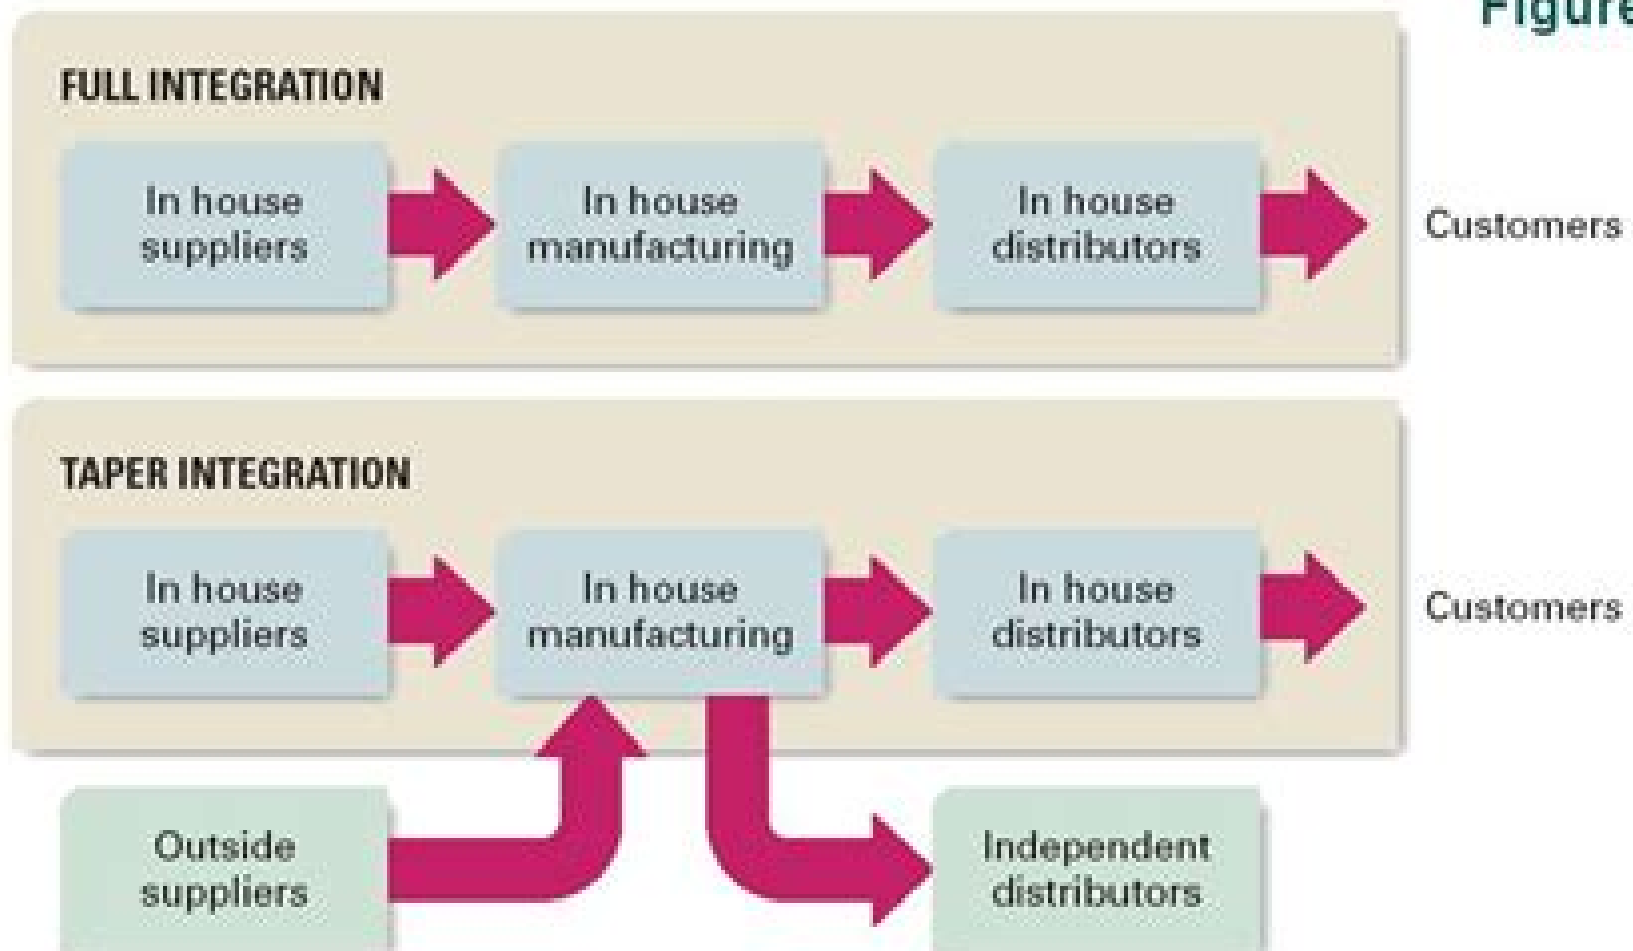 Figure
FULL INTEGRATION
In house
suppliers
In house
manufacturing
In house
distributors
Customers
TAPER INTEGRATION
In house
suppliers
In house
manufacturing
In house
distributors
Customers
Outside
suppliers
Independent
distributors